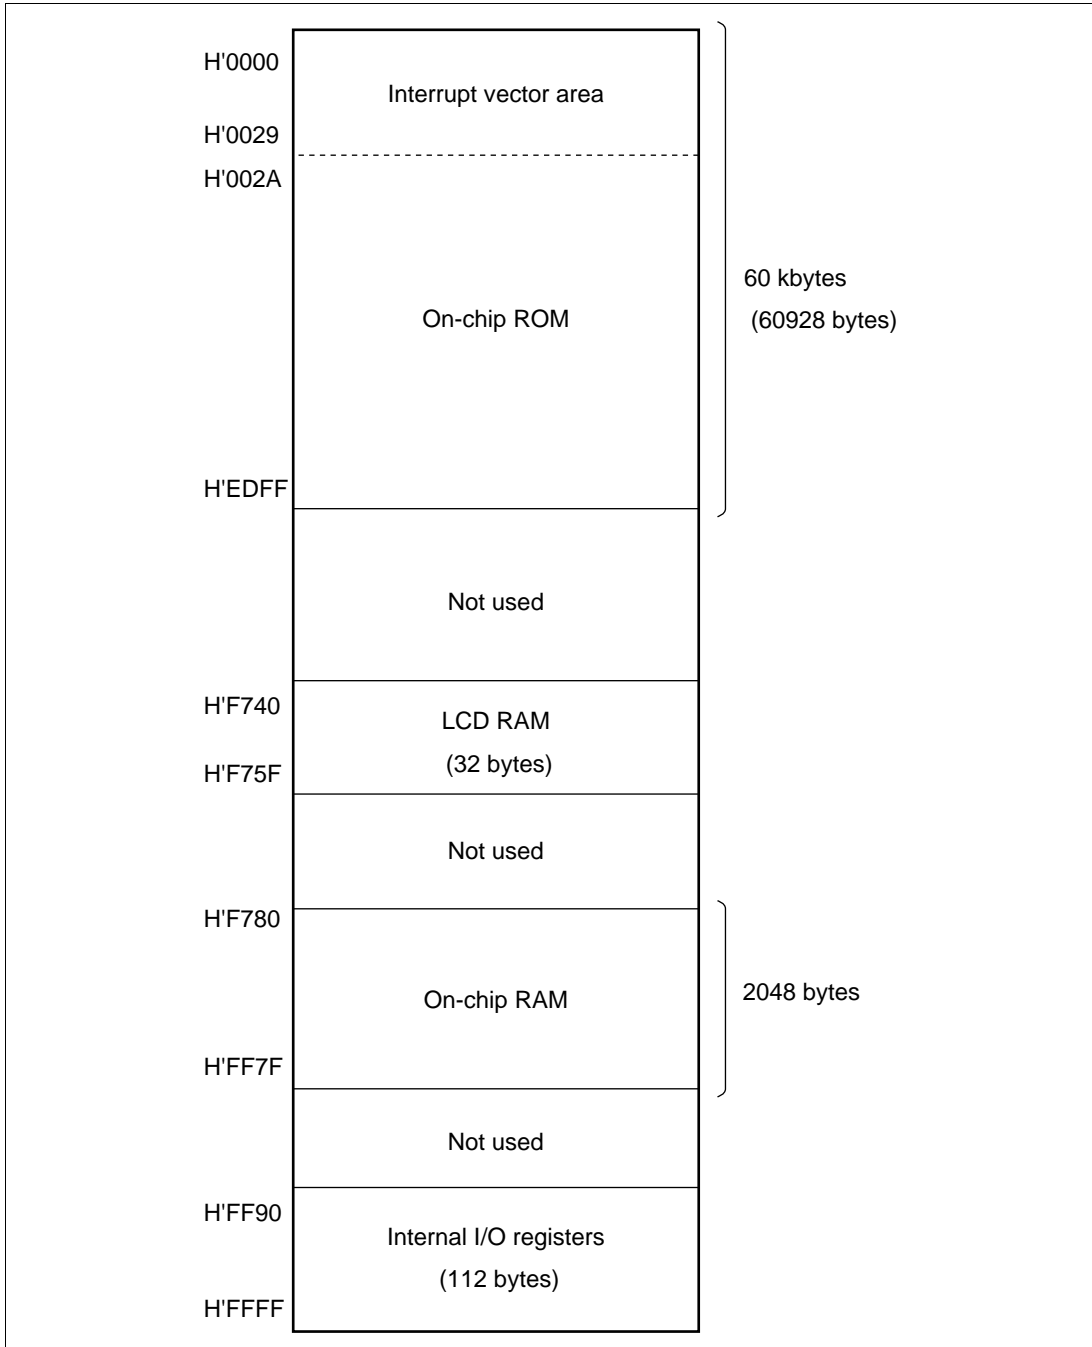 H'0000
Interrupt vector area
H'0029
H'002A
60 kbytes
On-chip ROM
(60928 bytes)
H'EDFF
Not used
H'F740
LCD RAM
(32 bytes)
H'F75F
Not used
H'F780
On-chip RAM
2048 bytes
H'FF7F
Not used
H'FF90
Internal I/O registers
(112 bytes)
H'FFFF